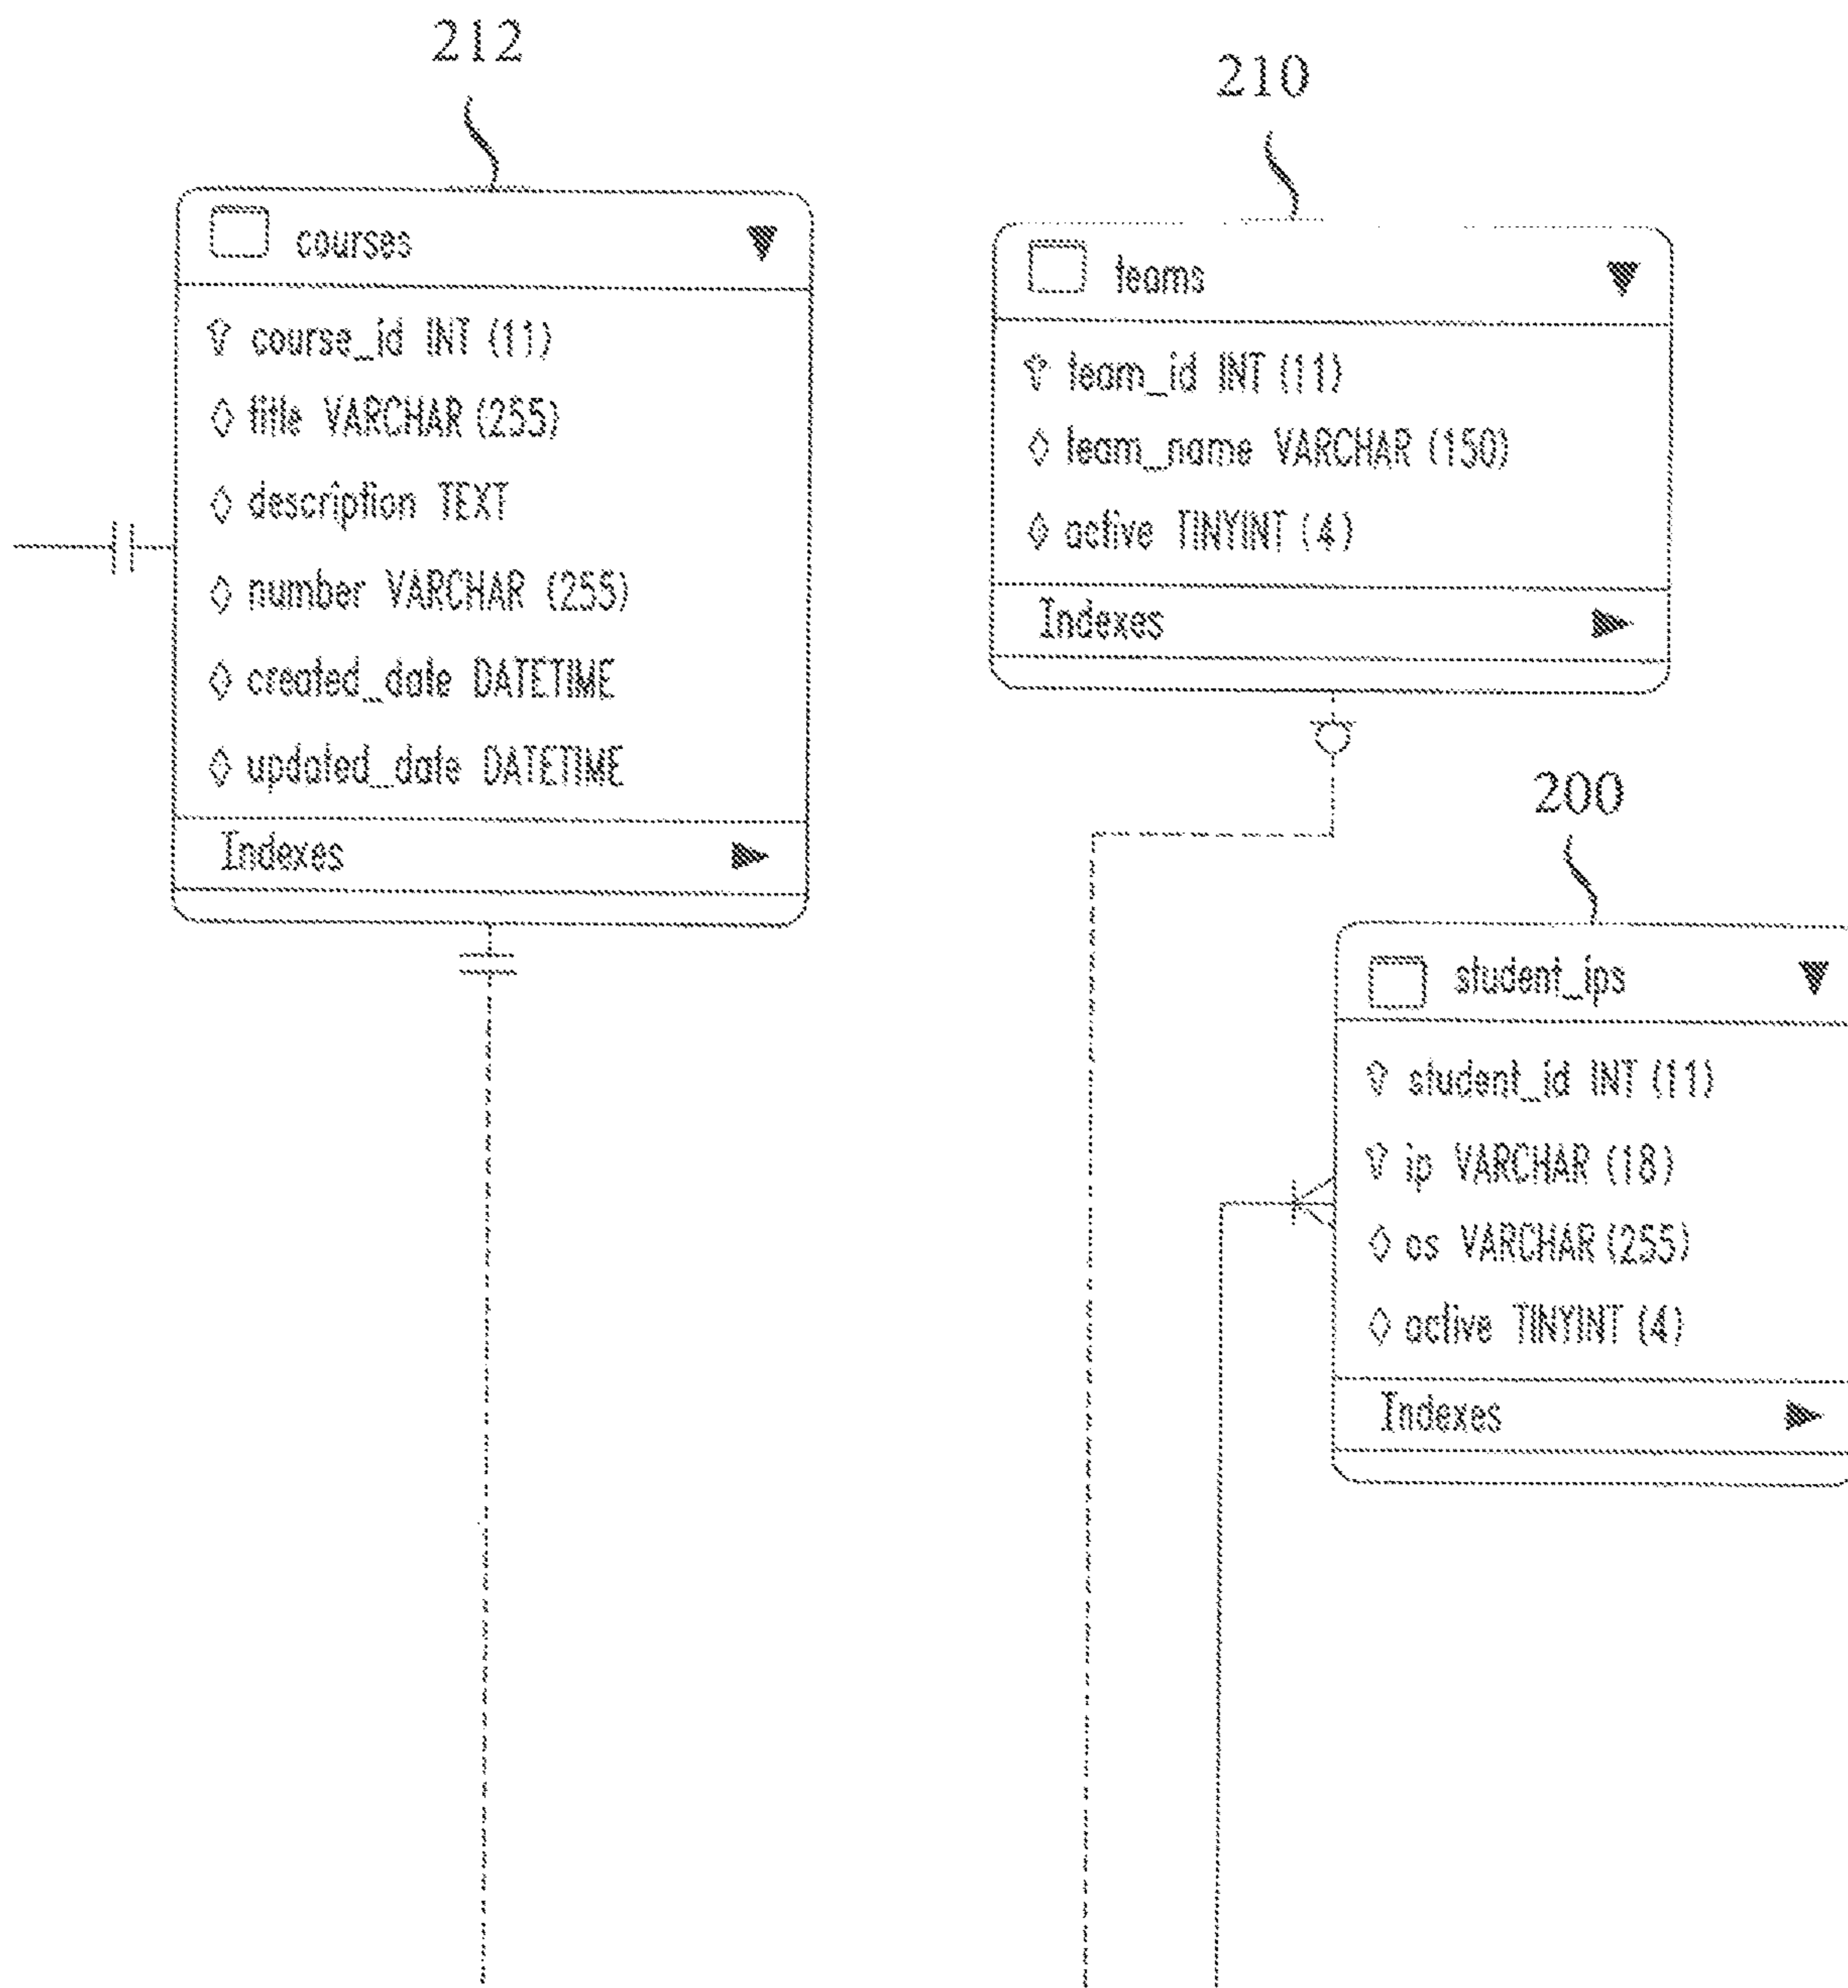 212
courses
course_id INT (11)
title VARCHAR (255)
description TEXT
number VARCHAR (255)
created_date DATETIME
updated_date DATETIME
Indexes
210
teams
team_id INT (11)
team_name VARCHAR (150)
active TINYINT (4)
Indexes
200
student_ips
student_id INT (11)
ip VARCHAR (18)
os VARCHAR (255)
active TINYINT (4)
Indexes